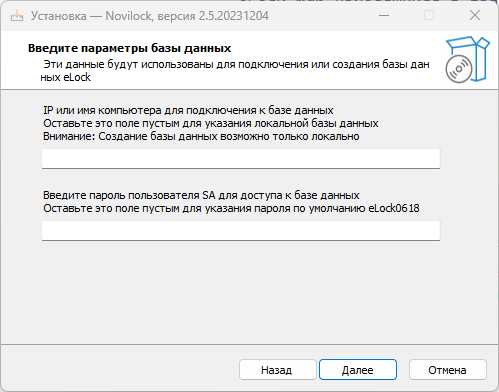 Установка — Novilock, версия 2.5.20231204
Введите параметры базы данных
Эти данные будут использованы для подключения или создания базы дан
ных eLock
IP или имя компьютера для подключения к базе данных
Оставьте это поле пустым для указания локальной базы данных
Внимание: Создание базы данных возможно только локально
Введите пароль пользователя SA для доступа к базе данных
Оставьте это поле пустым для указания пароля по умолчанию eLock0618
Назад
Далее
Отмена